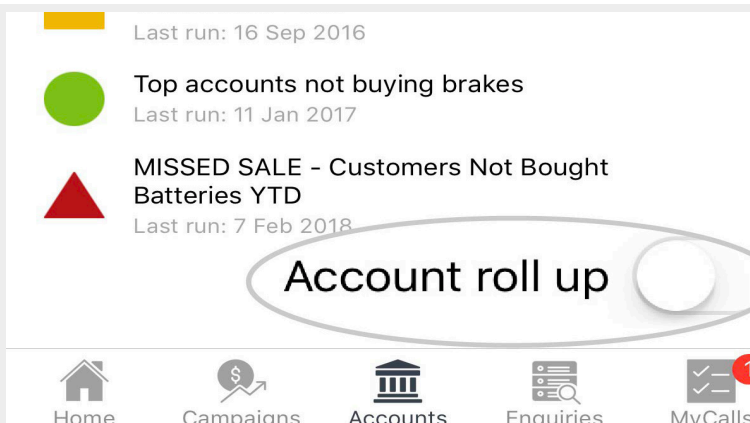 Last run: 16 Sep 2016
Top accounts not buying brakes
Last run: 11 Jan 2017
MISSED SALE - Customers Not Bought
Batteries YTD
Last run: 7 Feb 2018
Account roll up
$
Home Campaigns Accounts Enquiries MyCalls